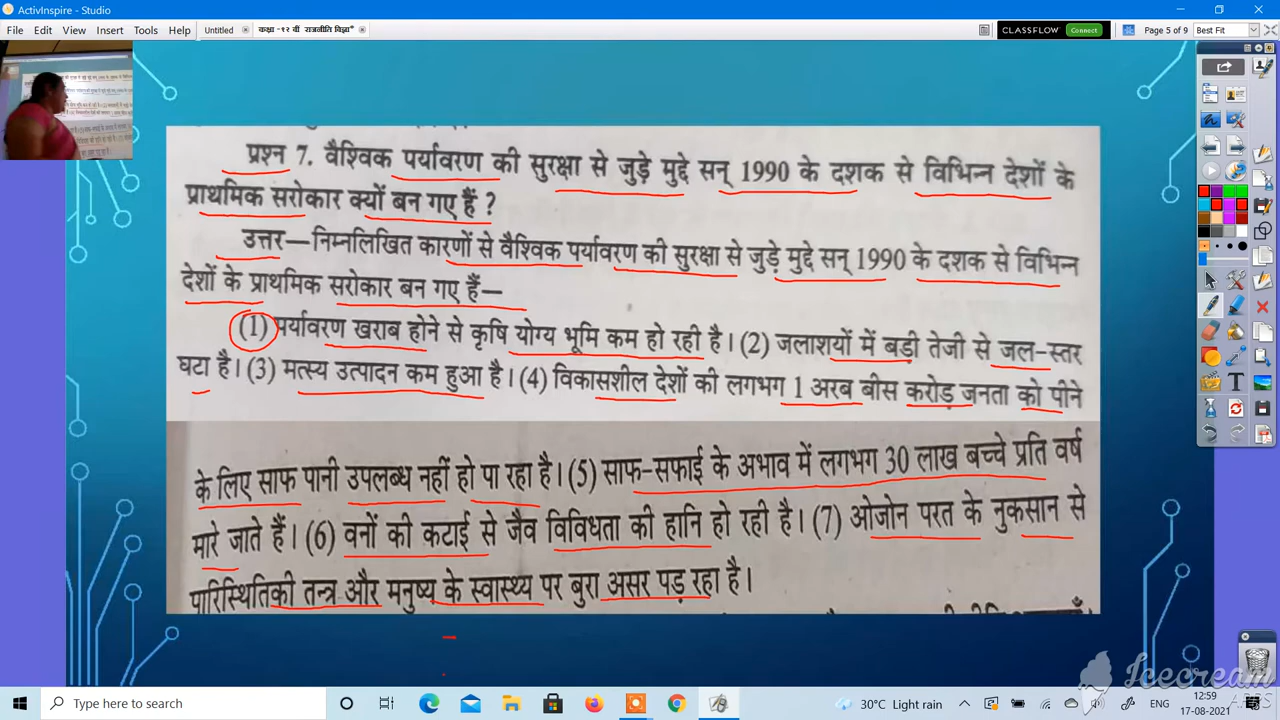 ActivInspire - Studio
File Edit View Insert Tools Help Untitled कक्षा -१२ वीं राजनीति विज्ञा* CLASSFLOW Connect Page 5 of 9 Best Fit
प्रश्न 7. वैश्विक पर्यावरण की सुरक्षा से जुड़े मुद्दे सन् 1990 के दशक से विभिन्न देशों के
प्राथमिक सरोकार क्यों बन गए हैं ?
उत्तर—निम्नलिखित कारणों से वैश्विक पर्यावरण की सुरक्षा से जुड़े मुद्दे सन् 1990 के दशक से विभिन्न
देशों के प्राथमिक सरोकार बन गए हैं—
(1) पर्यावरण खराब होने से कृषि योग्य भूमि कम हो रही है। (2) जलाशयों में बड़ी तेजी से जल-स्तर
घटा है। (3) मत्स्य उत्पादन कम हुआ है। (4) विकासशील देशों की लगभग 1 अरब बीस करोड़ जनता को पीने
के लिए साफ पानी उपलब्ध नहीं हो पा रहा है। (5) साफ-सफाई के अभाव में लगभग 30 लाख बच्चे प्रति वर्ष
मारे जाते हैं। (6) वनों की कटाई से जैव विविधता की हानि हो रही है। (7) ओजोन परत के नुकसान से
पारिस्थितिकी तन्त्र और मनुष्य के स्वास्थ्य पर बुरा असर पड़ रहा है।
Icecream
APPS
Type here to search 30°C Light rain ENG 12:59
17-08-2021